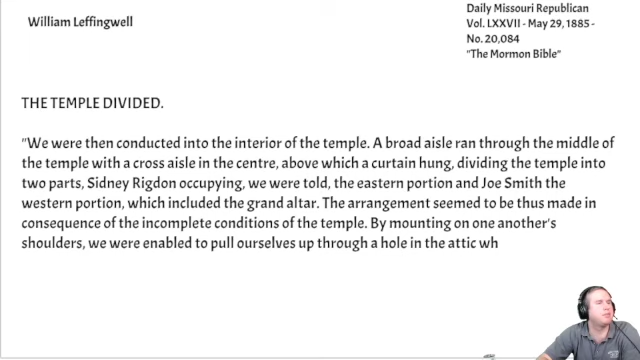 William Leffingwell
Daily Missouri Republican
Vol. LXXVII - May 29, 1885 -
No. 20,084
"The Mormon Bible"
THE TEMPLE DIVIDED.
"We were then conducted into the interior of the temple. A broad aisle ran through the middle of
the temple with a cross aisle in the centre, above which a curtain hung, dividing the temple into
two parts, Sidney Rigdon occupying, we were told, the eastern portion and Joe Smith the
western portion, which included the grand altar. The arrangement seemed to be thus made in
consequence of the incomplete conditions of the temple. By mounting on one another's
shoulders, we were enabled to pull ourselves up through a hole in the attic wh